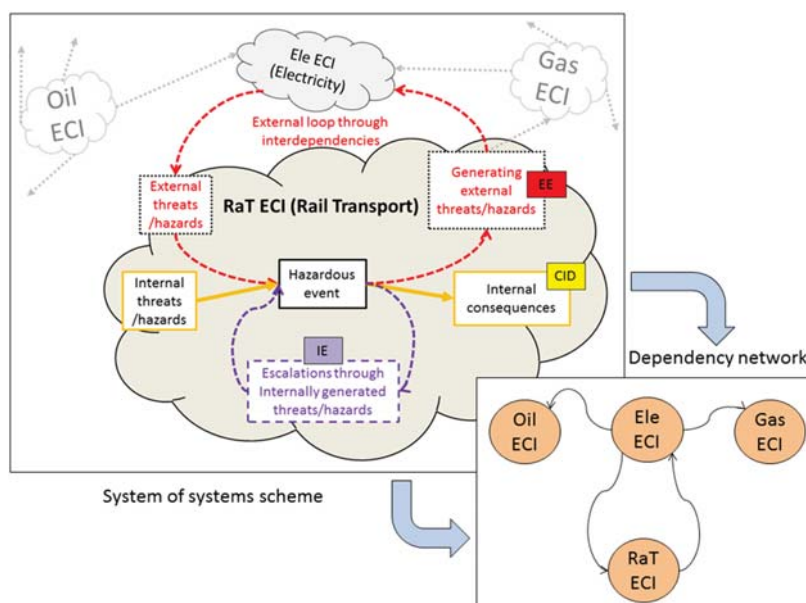 Oil
ECI
Ele ECI
(Electricity)
Gas
ECI
External loop through
interdependencies
External
threats
/hazards
Generating
external
threats/hazards
EE
RaT ECI (Rail Transport)
Internal
threats
/hazards
Hazardous
event
CID
Internal
consequences
IE
Escalations through
Internally generated
threats/hazards
System of systems scheme
Dependency network
Oil
ECI
Ele
ECI
Gas
ECI
RaT
ECI